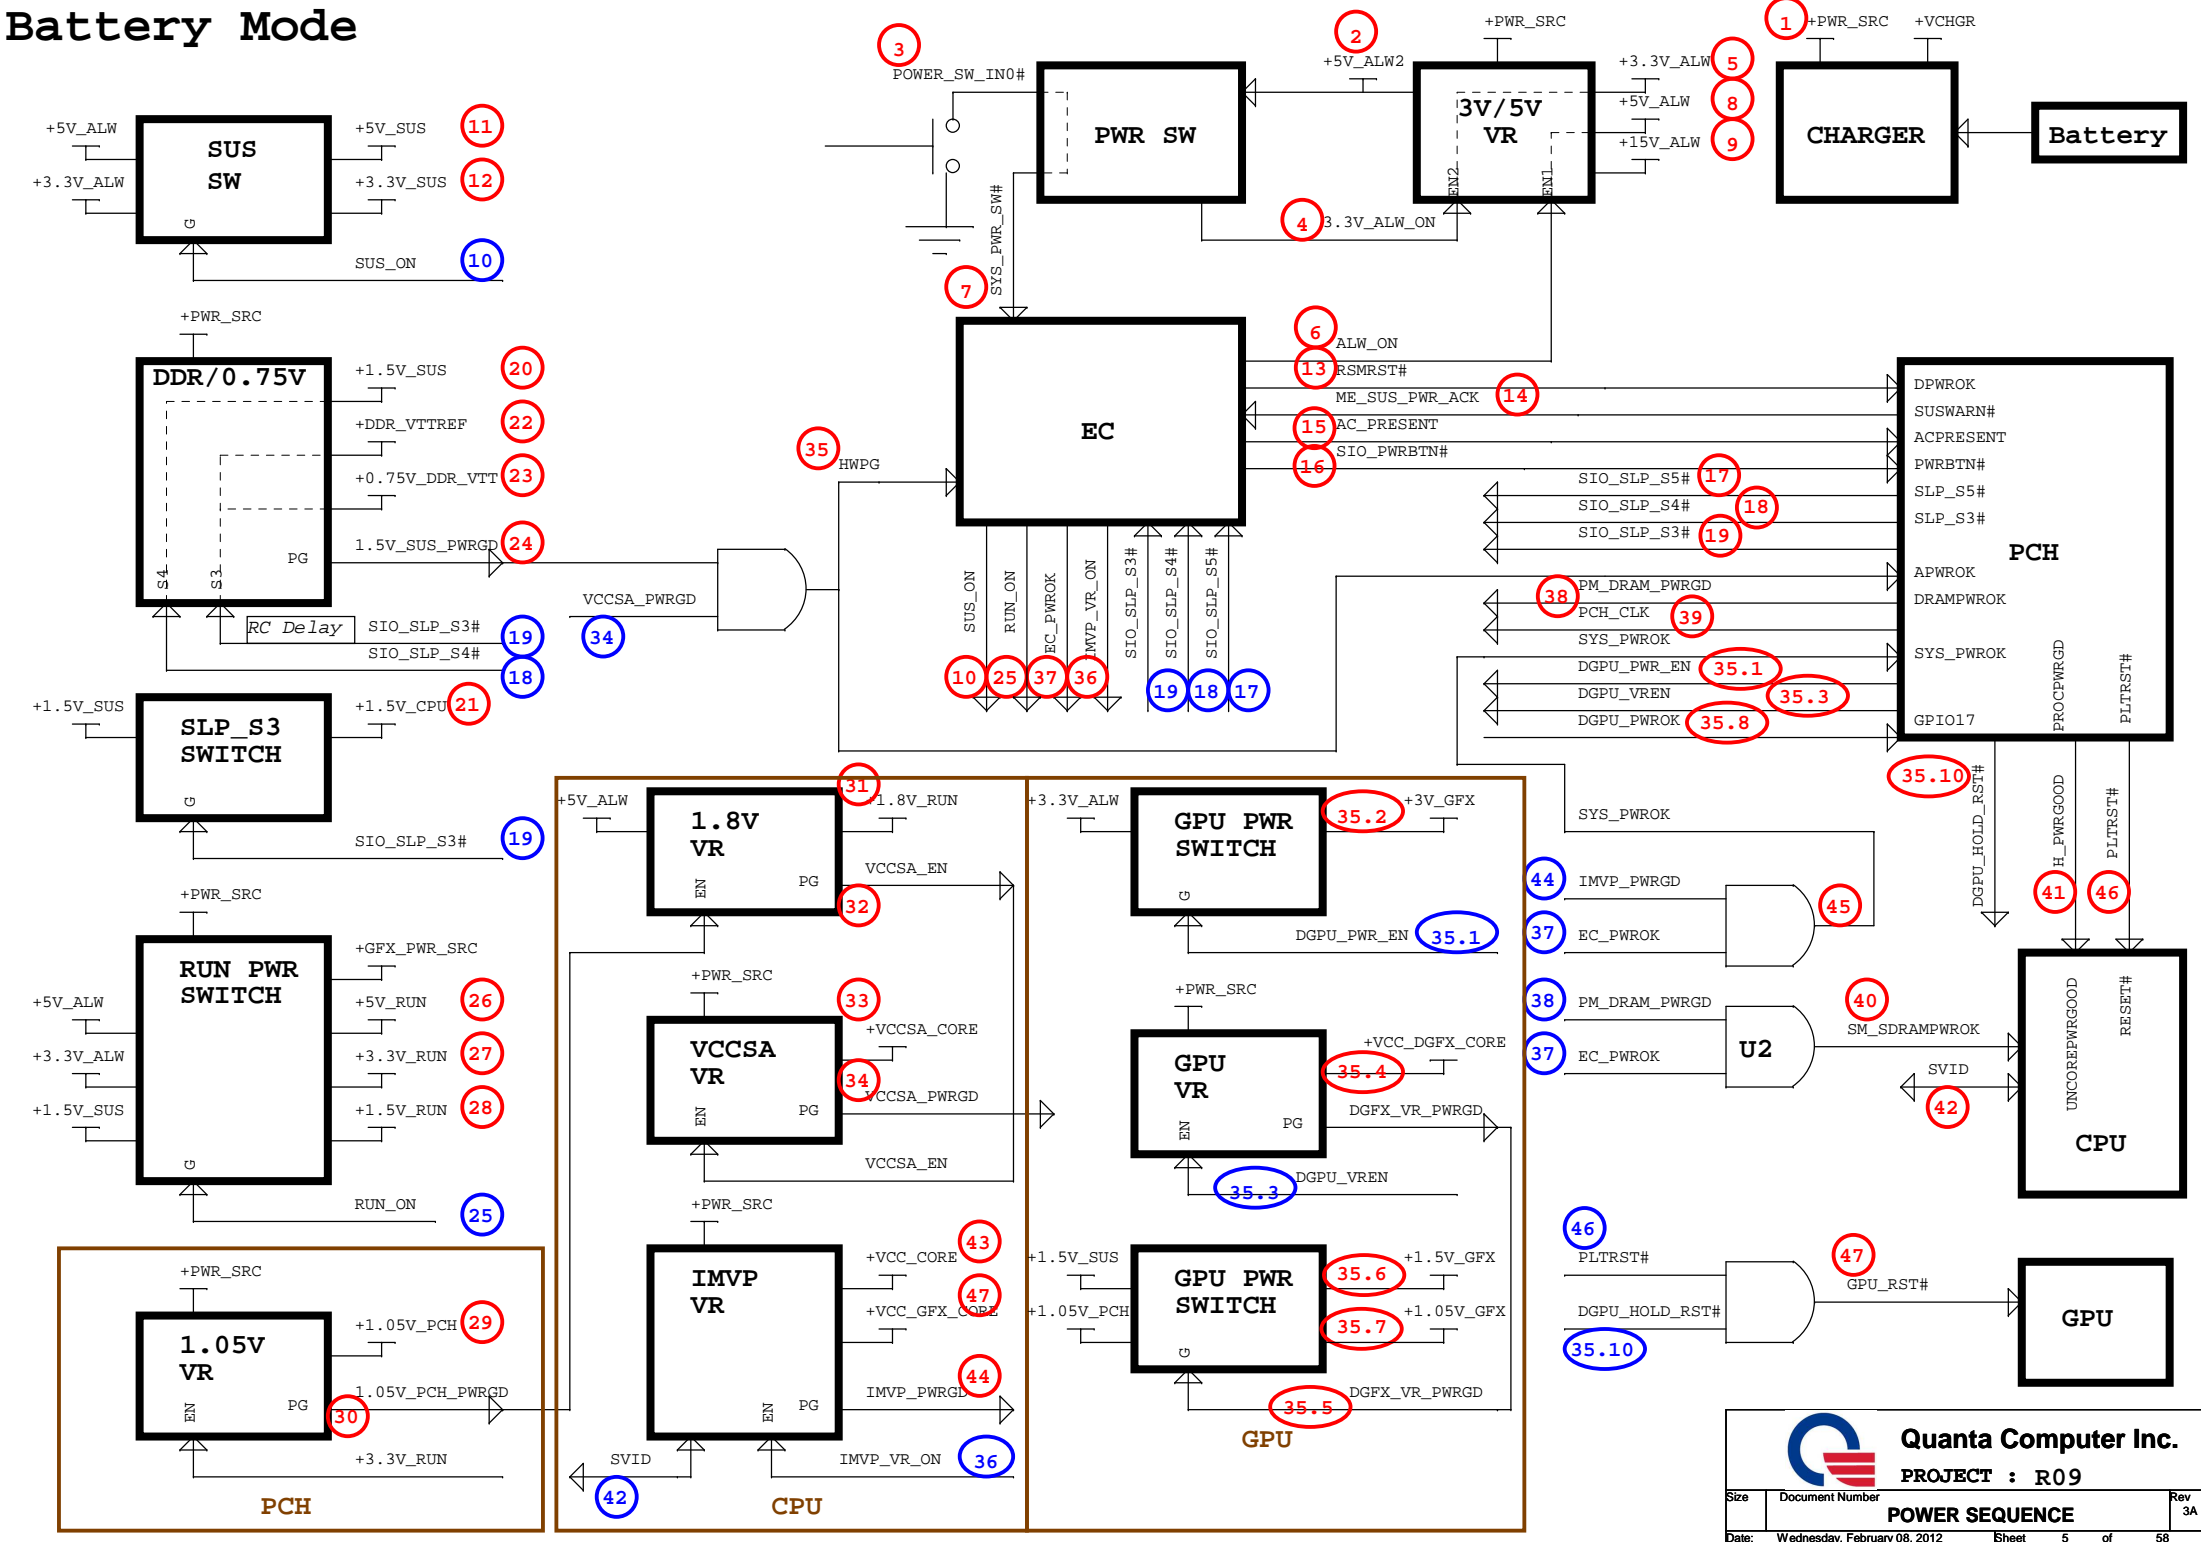 Battery Mode
+5V_ALW
+3.3V_ALW
SUS
SW
G
+5V_SUS
11
+3.3V_SUS
12
SUS_ON
10
+PWR_SRC
DDR/0.75V
S4
S3
PG
+1.5V_SUS
20
+DDR_VTTREF
22
+0.75V_DDR_VTT
23
1.5V_SUS_PWRGD
24
RC Delay
SIO_SLP_S3#
19
SIO_SLP_S4#
18
+1.5V_SUS
SLP_S3
SWITCH
G
+1.5V_CPU
21
SIO_SLP_S3#
19
+PWR_SRC
RUN PWR
SWITCH
G
+5V_ALW
+3.3V_ALW
+1.5V_SUS
+GFX_PWR_SRC
+5V_RUN
26
+3.3V_RUN
27
+1.5V_RUN
28
RUN_ON
25
+PWR_SRC
1.05V
VR
EN
PG
+1.05V_PCH
29
1.05V_PCH_PWRGD
30
+3.3V_RUN
PCH
3
POWER_SW_IN0#
PWR SW
2
+5V_ALW2
+PWR_SRC
3V/5V
VR
EN2
EN1
+3.3V_ALW
5
+5V_ALW
8
+15V_ALW
9
1
+PWR_SRC
+VCHGR
CHARGER
Battery
4
3.3V_ALW_ON
SYS_PWR_SW#
7
EC
35
HWPG
VCCSA_PWRGD
34
6
ALW_ON
13
RSMRST#
ME_SUS_PWR_ACK
14
15
AC_PRESENT
16
SIO_PWRBTN#
SIO_SLP_S5#
17
SIO_SLP_S4#
18
SIO_SLP_S3#
19
38
PM_DRAM_PWRGD
PCH_CLK
39
SYS_PWROK
DGPU_PWR_EN
35.1
DGPU_VREN
35.3
DGPU_PWROK
35.8
SUS_ON
RUN_ON
EC_PWROK
IMVP_VR_ON
SIO_SLP_S3#
SIO_SLP_S4#
SIO_SLP_S5#
10
25
37
36
19
18
17
DPWROK
SUSWARN#
ACPRESENT
PWRBTN#
SLP_S5#
SLP_S3#
PCH
APWROK
DRAMPWROK
SYS_PWROK
GPIO17
PROCPWRGD
PLTRST#
35.10
DGPU_HOLD_RST#
H_PWRGOOD
41
PLTRST#
46
+5V_ALW
1.8V
VR
EN
PG
31
+1.8V_RUN
VCCSA_EN
32
+PWR_SRC
VCCSA
VR
EN
PG
33
+VCCSA_CORE
34
VCCSA_PWRGD
VCCSA_EN
+PWR_SRC
IMVP
VR
EN
PG
+VCC_CORE
43
+VCC_GFX_CORE
47
IMVP_PWRGD
44
SVID
42
IMVP_VR_ON
36
CPU
+3.3V_ALW
GPU PWR
SWITCH
G
35.2
+3V_GFX
DGPU_PWR_EN
35.1
+PWR_SRC
GPU
VR
EN
PG
+VCC_DGFX_CORE
35.4
DGFX_VR_PWRGD
DGPU_VREN
35.3
+1.5V_SUS
+1.05V_PCH
GPU PWR
SWITCH
G
35.6
+1.5V_GFX
35.7
+1.05V_GFX
DGFX_VR_PWRGD
35.5
GPU
SYS_PWROK
44
IMVP_PWRGD
37
EC_PWROK
45
38
PM_DRAM_PWRGD
37
EC_PWROK
U2
40
SM_SDRAMPWROK
SVID
42
UNCOREPWRGOOD
RESET#
CPU
46
PLTRST#
DGPU_HOLD_RST#
35.10
47
GPU_RST#
GPU
Quanta Computer Inc.
PROJECT : R09
Size
Document Number
Rev
POWER SEQUENCE
3A
Date: Wednesday, February 08, 2012 Sheet 5 of 58